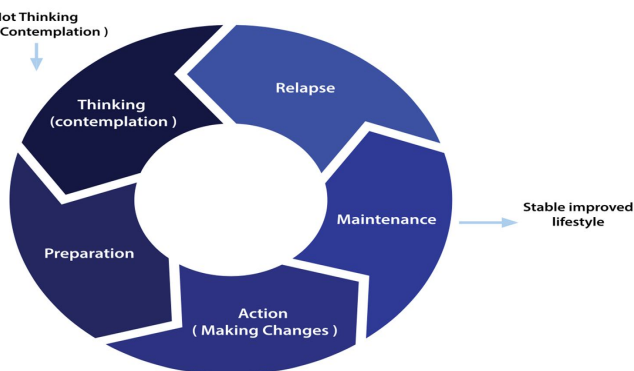 ot Thinking
Contemplation )
Thinking
(contemplation )
Relapse
Preparation
Maintenance
Action
( Making Changes )
Stable improved
lifestyle